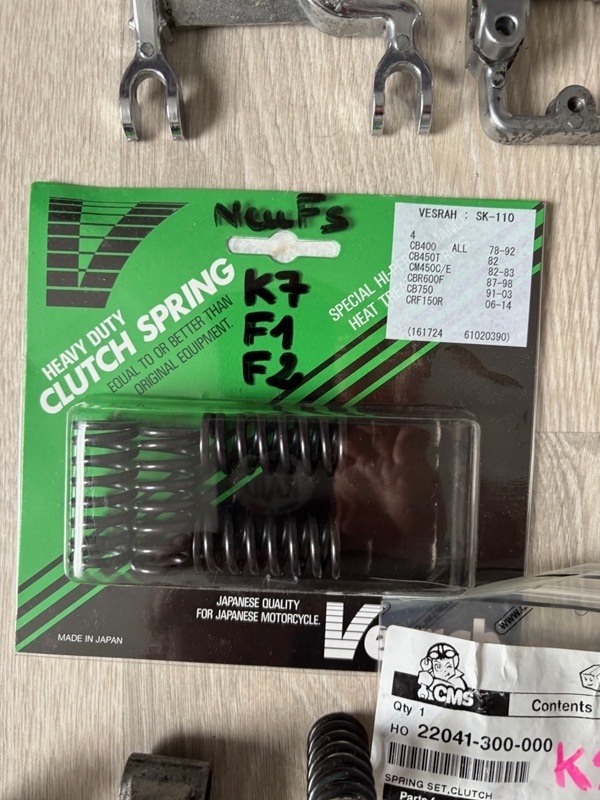 NeuFs
K7
F1
F2
HEAVY DUTY
CLUTCH SPRING
EQUAL TO OR BETTER THAN
ORIGINAL EQUIPMENT.
SPECIAL
HEAT
VESRAH : SK-110
4
CB400 ALL 78-92
CB450T 82
CM450C/E 82-83
CBR600F 87-98
CB750 91-03
CRF150R 06-14
(161724 61020390)
JAPANESE QUALITY
FOR JAPANESE MOTORCYCLE.
MADE IN JAPAN
CMS
Contents
Qty 1
HO 22041-300-000
SPRING SET,CLUTCH